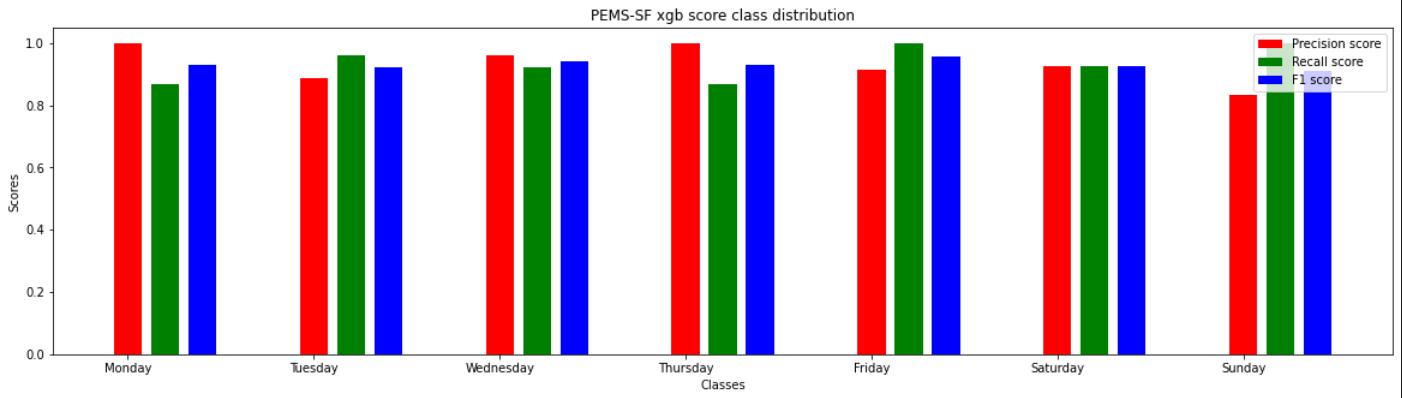 PEMS-SF xgb score class distribution
Precision score
Recall score
F1 score
1.0
0.8
0.6
0.4
0.2
0.0
Scores
Monday Tuesday Wednesday Thursday Friday Saturday Sunday
Classes